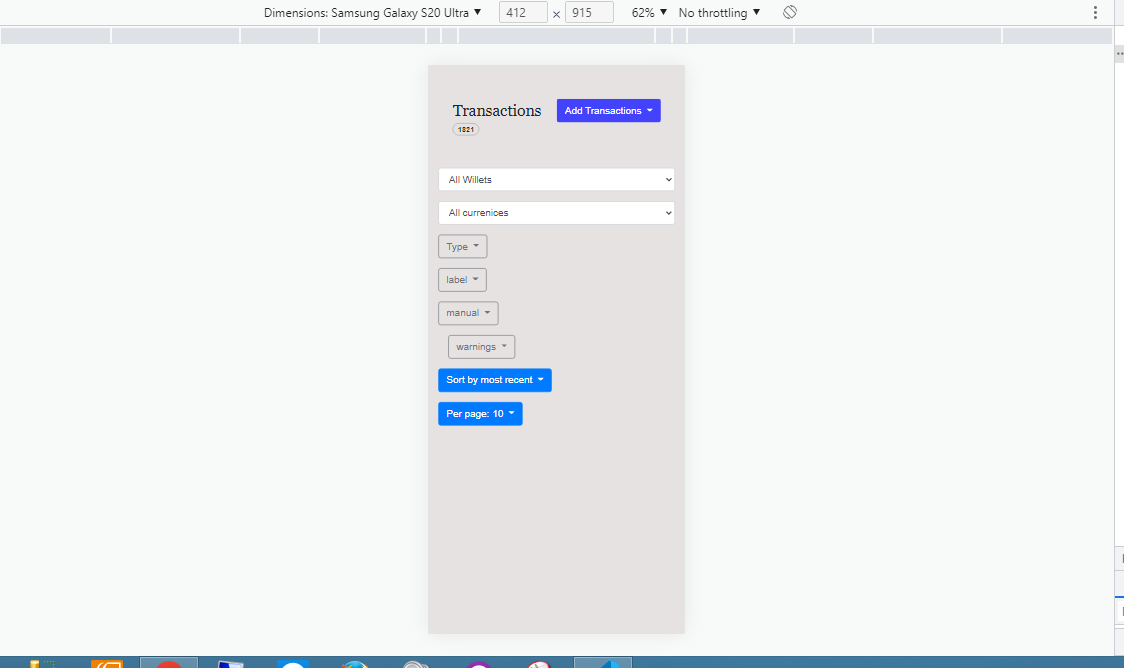 Dimensions: Samsung Galaxy S20 Ultra ▼ 412 × 915 62% ▼ No throttling ▼
Transactions Add Transactions
1821
All Willets
All currenices
Type
label
manual
warnings
Sort by most recent
Per page: 10